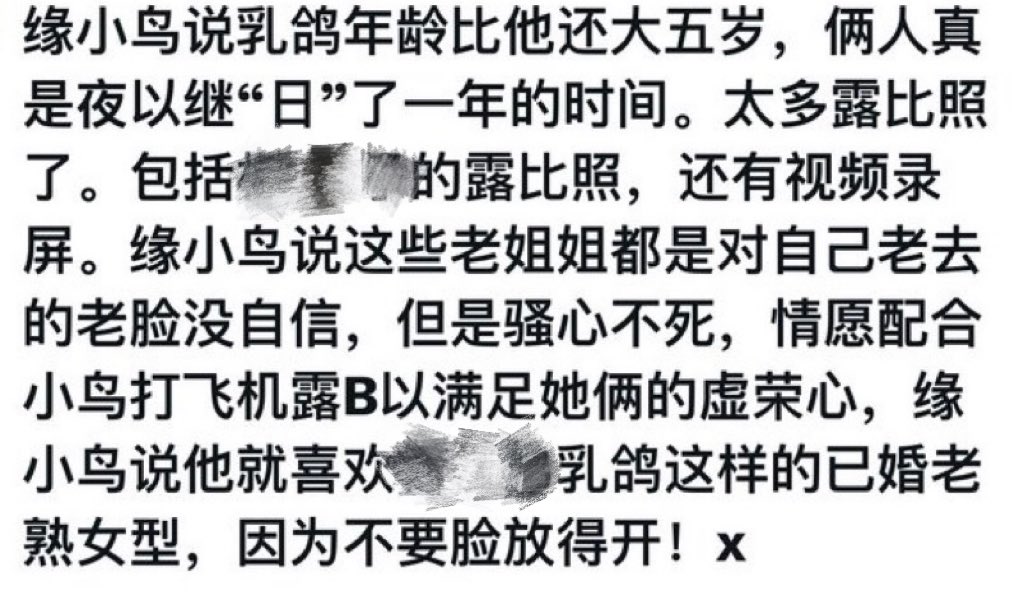 缘小鸟说乳鸽年龄比他还大五岁，俩人真
是夜以继“日”了一年的时间。太多露比照
了。包括的露比照，还有视频录
屏。缘小鸟说这些老姐姐都是对自己老去
的老脸没自信，但是骚心不死，情愿配合
小鸟打飞机露B以满足她俩的虚荣心，缘
小鸟说他就喜欢乳鸽这样的已婚老
熟女型，因为不要脸放得开！x